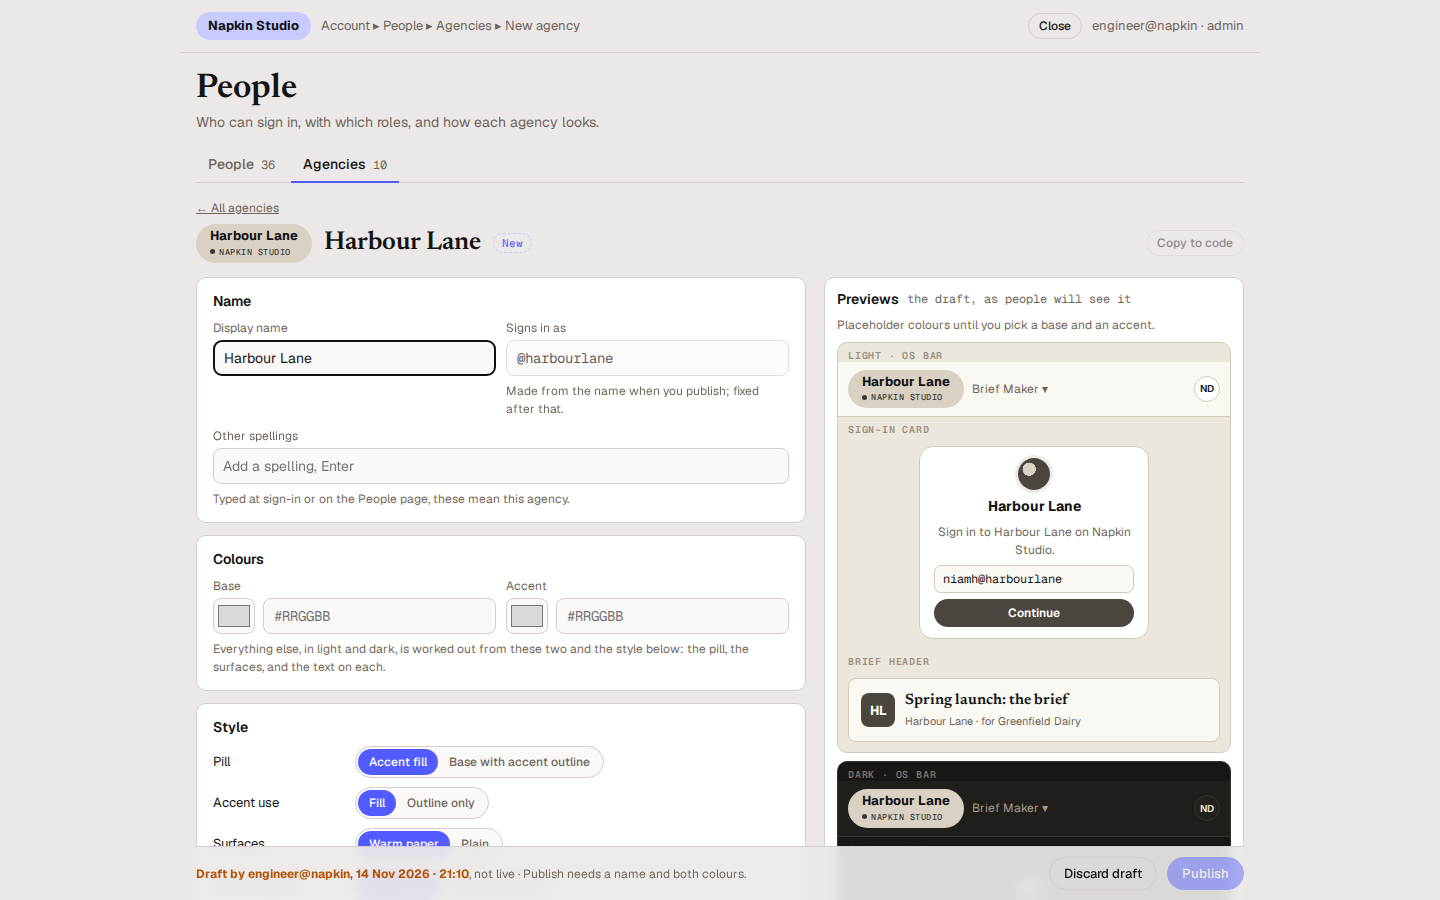 Napkin Studio Account ▸ People ▸ Agencies ▸ New agency Close engineer@napkin · admin
People
Who can sign in, with which roles, and how each agency looks.
People 36 Agencies 10
← All agencies
Harbour Lane
NAPKIN STUDIO
Harbour Lane New Copy to code
Name
Display name Signs in as
Harbour Lane @harbourlane
Made from the name when you publish; fixed
after that.
Other spellings
Add a spelling, Enter
Typed at sign-in or on the People page, these mean this agency.
Colours
Base Accent
#RRGGBB #RRGGBB
Everything else, in light and dark, is worked out from these two and the style below: the pill, the
surfaces, and the text on each.
Style
Pill Accent fill Base with accent outline
Accent use Fill Outline only
Surfaces Warm paper Plain
Previews the draft, as people will see it
Placeholder colours until you pick a base and an accent.
LIGHT · OS BAR
Harbour Lane
NAPKIN STUDIO
Brief Maker ▾ ND
SIGN-IN CARD
Harbour Lane
Sign in to Harbour Lane on Napkin
Studio.
niamh@harbourlane
Continue
BRIEF HEADER
HL
Spring launch: the brief
Harbour Lane · for Greenfield Dairy
DARK · OS BAR
Harbour Lane
NAPKIN STUDIO
Brief Maker ▾ ND
Draft by engineer@napkin, 14 Nov 2026 · 21:10, not live · Publish needs a name and both colours. Discard draft Publish